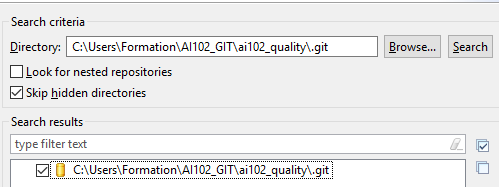 Search criteria
Directory: C:\Users\Formation\AI102_GIT\ai102_quality\.git Browse... Search
Look for nested repositories
Skip hidden directories
Search results
type filter text
C:\Users\Formation\AI102_GIT\ai102_quality\.git